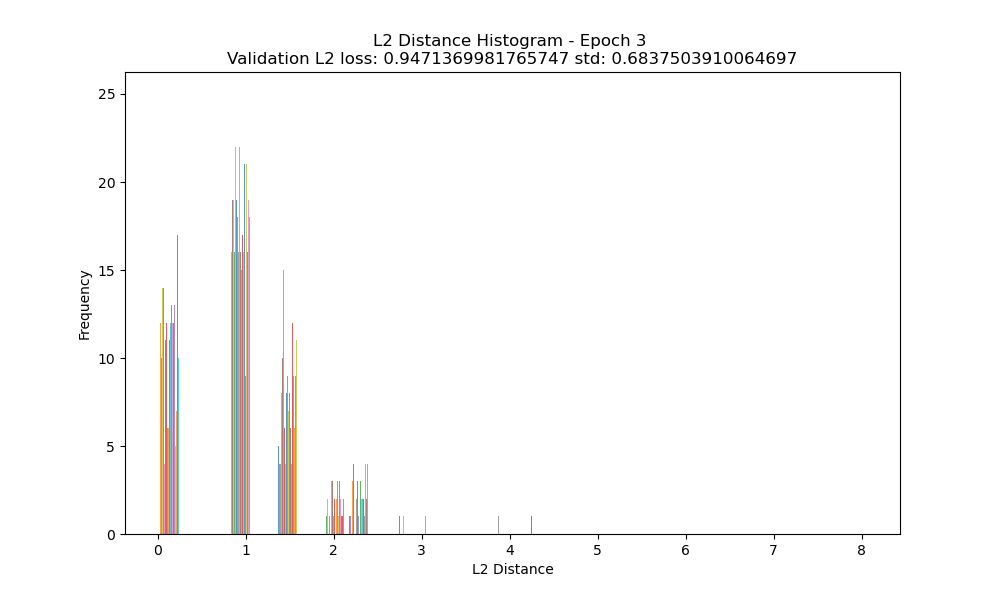 L2 Distance Histogram - Epoch 3
Validation L2 loss: 0.9471369981765747 std: 0.6837503910064697
25
20
15
10
5
0
Frequency
0 1 2 3 4 5 6 7 8
L2 Distance